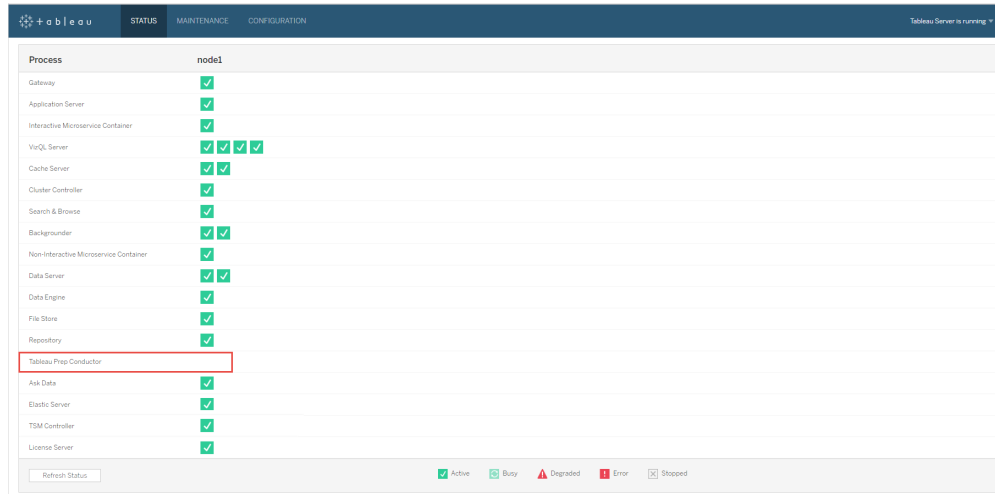 +ableau STATUS MAINTENANCE CONFIGURATION Tableau Server is running
Process node1
Gateway
Application Server
Interactive Microservice Container
VizQL Server
Cache Server
Cluster Controller
Search & Browse
Backgrounder
Non-Interactive Microservice Container
Data Server
Data Engine
File Store
Repository
Tableau Prep Conductor
Ask Data
Elastic Server
TSM Controller
License Server
Refresh Status Active Busy Degraded Error Stopped